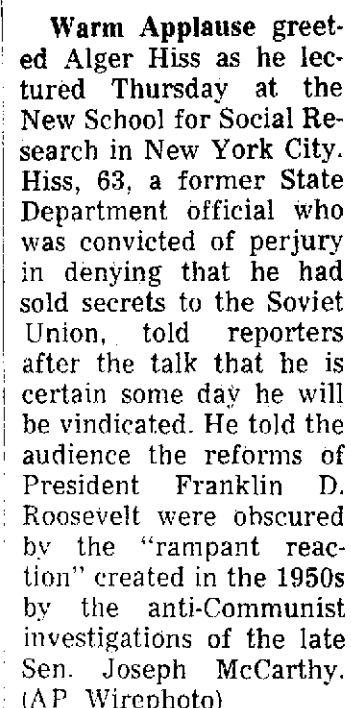 Warm Applause greet-
ed Alger Hiss as he lec-
tured Thursday at the
New School for Social Re-
search in New York City.
Hiss, 63, a former State
Department official who
was convicted of perjury
in denying that he had
sold secrets to the Soviet
Union, told reporters
after the talk that he is
certain some day he will
be vindicated. He told the
audience the reforms of
President Franklin D.
Roosevelt were obscured
by the “rampant reac-
tion” created in the 1950s
by the anti-Communist
investigations of the late
Sen. Joseph McCarthy.
(AP Wirephoto)